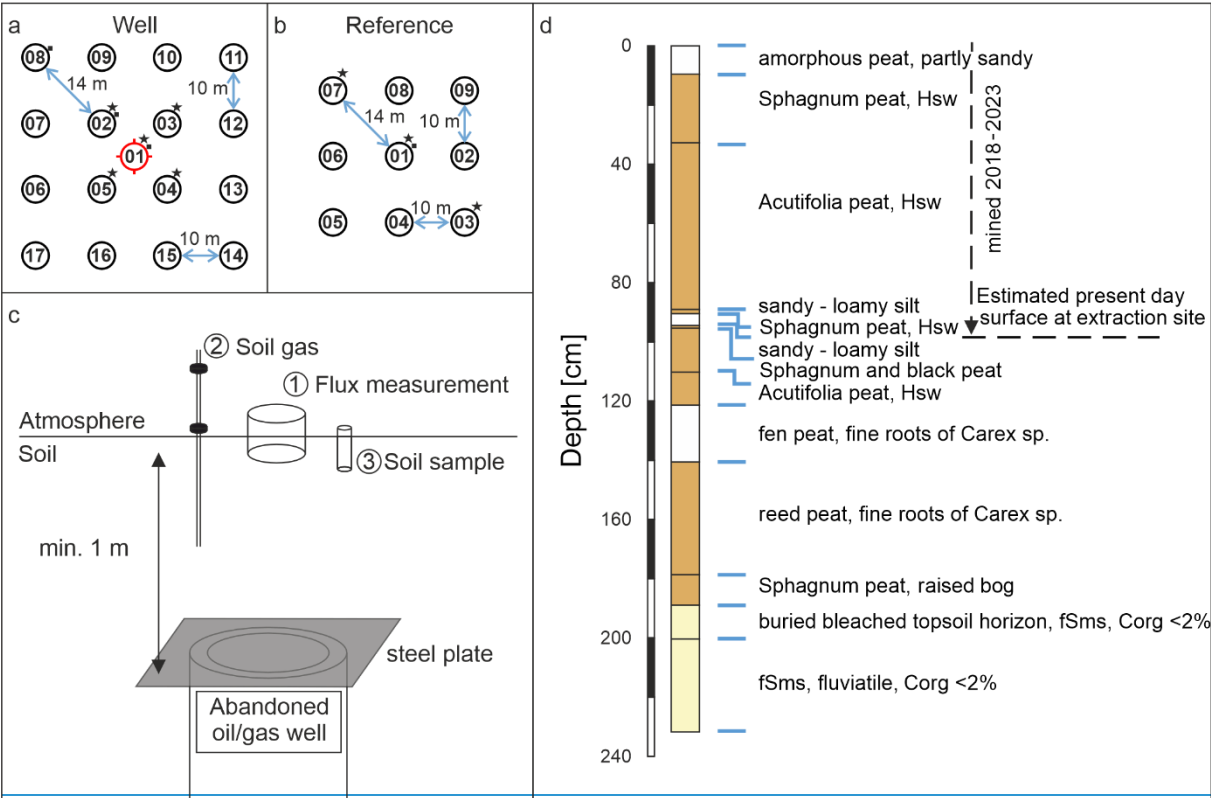 a Well
08 09 10 11
14 m
10 m
07 02 03 12
01
06 05 04 13
10 m
17 16 15 14
b Reference
07 08 09
14 m
10 m
06 01 02
10 m
05 04 03
c
② Soil gas
① Flux measurement
Atmosphere
Soil
③ Soil sample
min. 1 m
steel plate
Abandoned
oil/gas well
d
Depth [cm]
0
40
80
120
160
200
240
amorphous peat, partly sandy
Sphagnum peat, Hsw
Acutifolia peat, Hsw
sandy - loamy silt
Sphagnum peat, Hsw
sandy - loamy silt
Sphagnum and black peat
Acutifolia peat, Hsw
fen peat, fine roots of Carex sp.
reed peat, fine roots of Carex sp.
Sphagnum peat, raised bog
buried bleached topsoil horizon, fSms, Corg <2%
fSms, fluviatile, Corg <2%
mined 2018-2023
Estimated present day
surface at extraction site